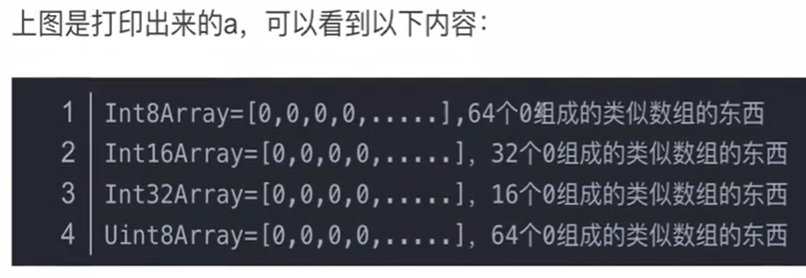 上图是打印出来的a，可以看到以下内容：
1 Int8Array=[0,0,0,0,.....],64个0组成的类似数组的东西
2 Int16Array=[0,0,0,0,.....]，32个0组成的类似数组的东西
3 Int32Array=[0,0,0,0,.....]，16个0组成的类似数组的东西
4 Uint8Array=[0,0,0,0,.....]，64个0组成的类似数组的东西